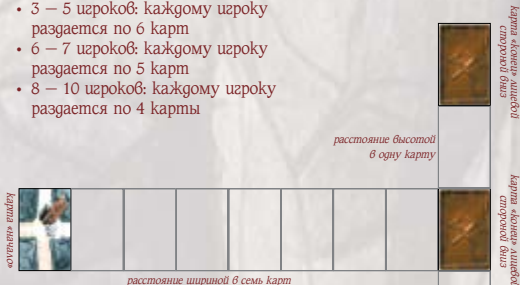 • 3 – 5 игроков: каждому игроку
раздается по 6 карт
• 6 – 7 игроков: каждому игроку
раздается по 5 карт
• 8 – 10 игроков: каждому игроку
раздается по 4 карты
карта «конец» лицевой
стороной вниз
расстояние высотой
в одну карту
карта «начало»
карта «конец» лицевой
стороной вниз
расстояние шириной в семь карт